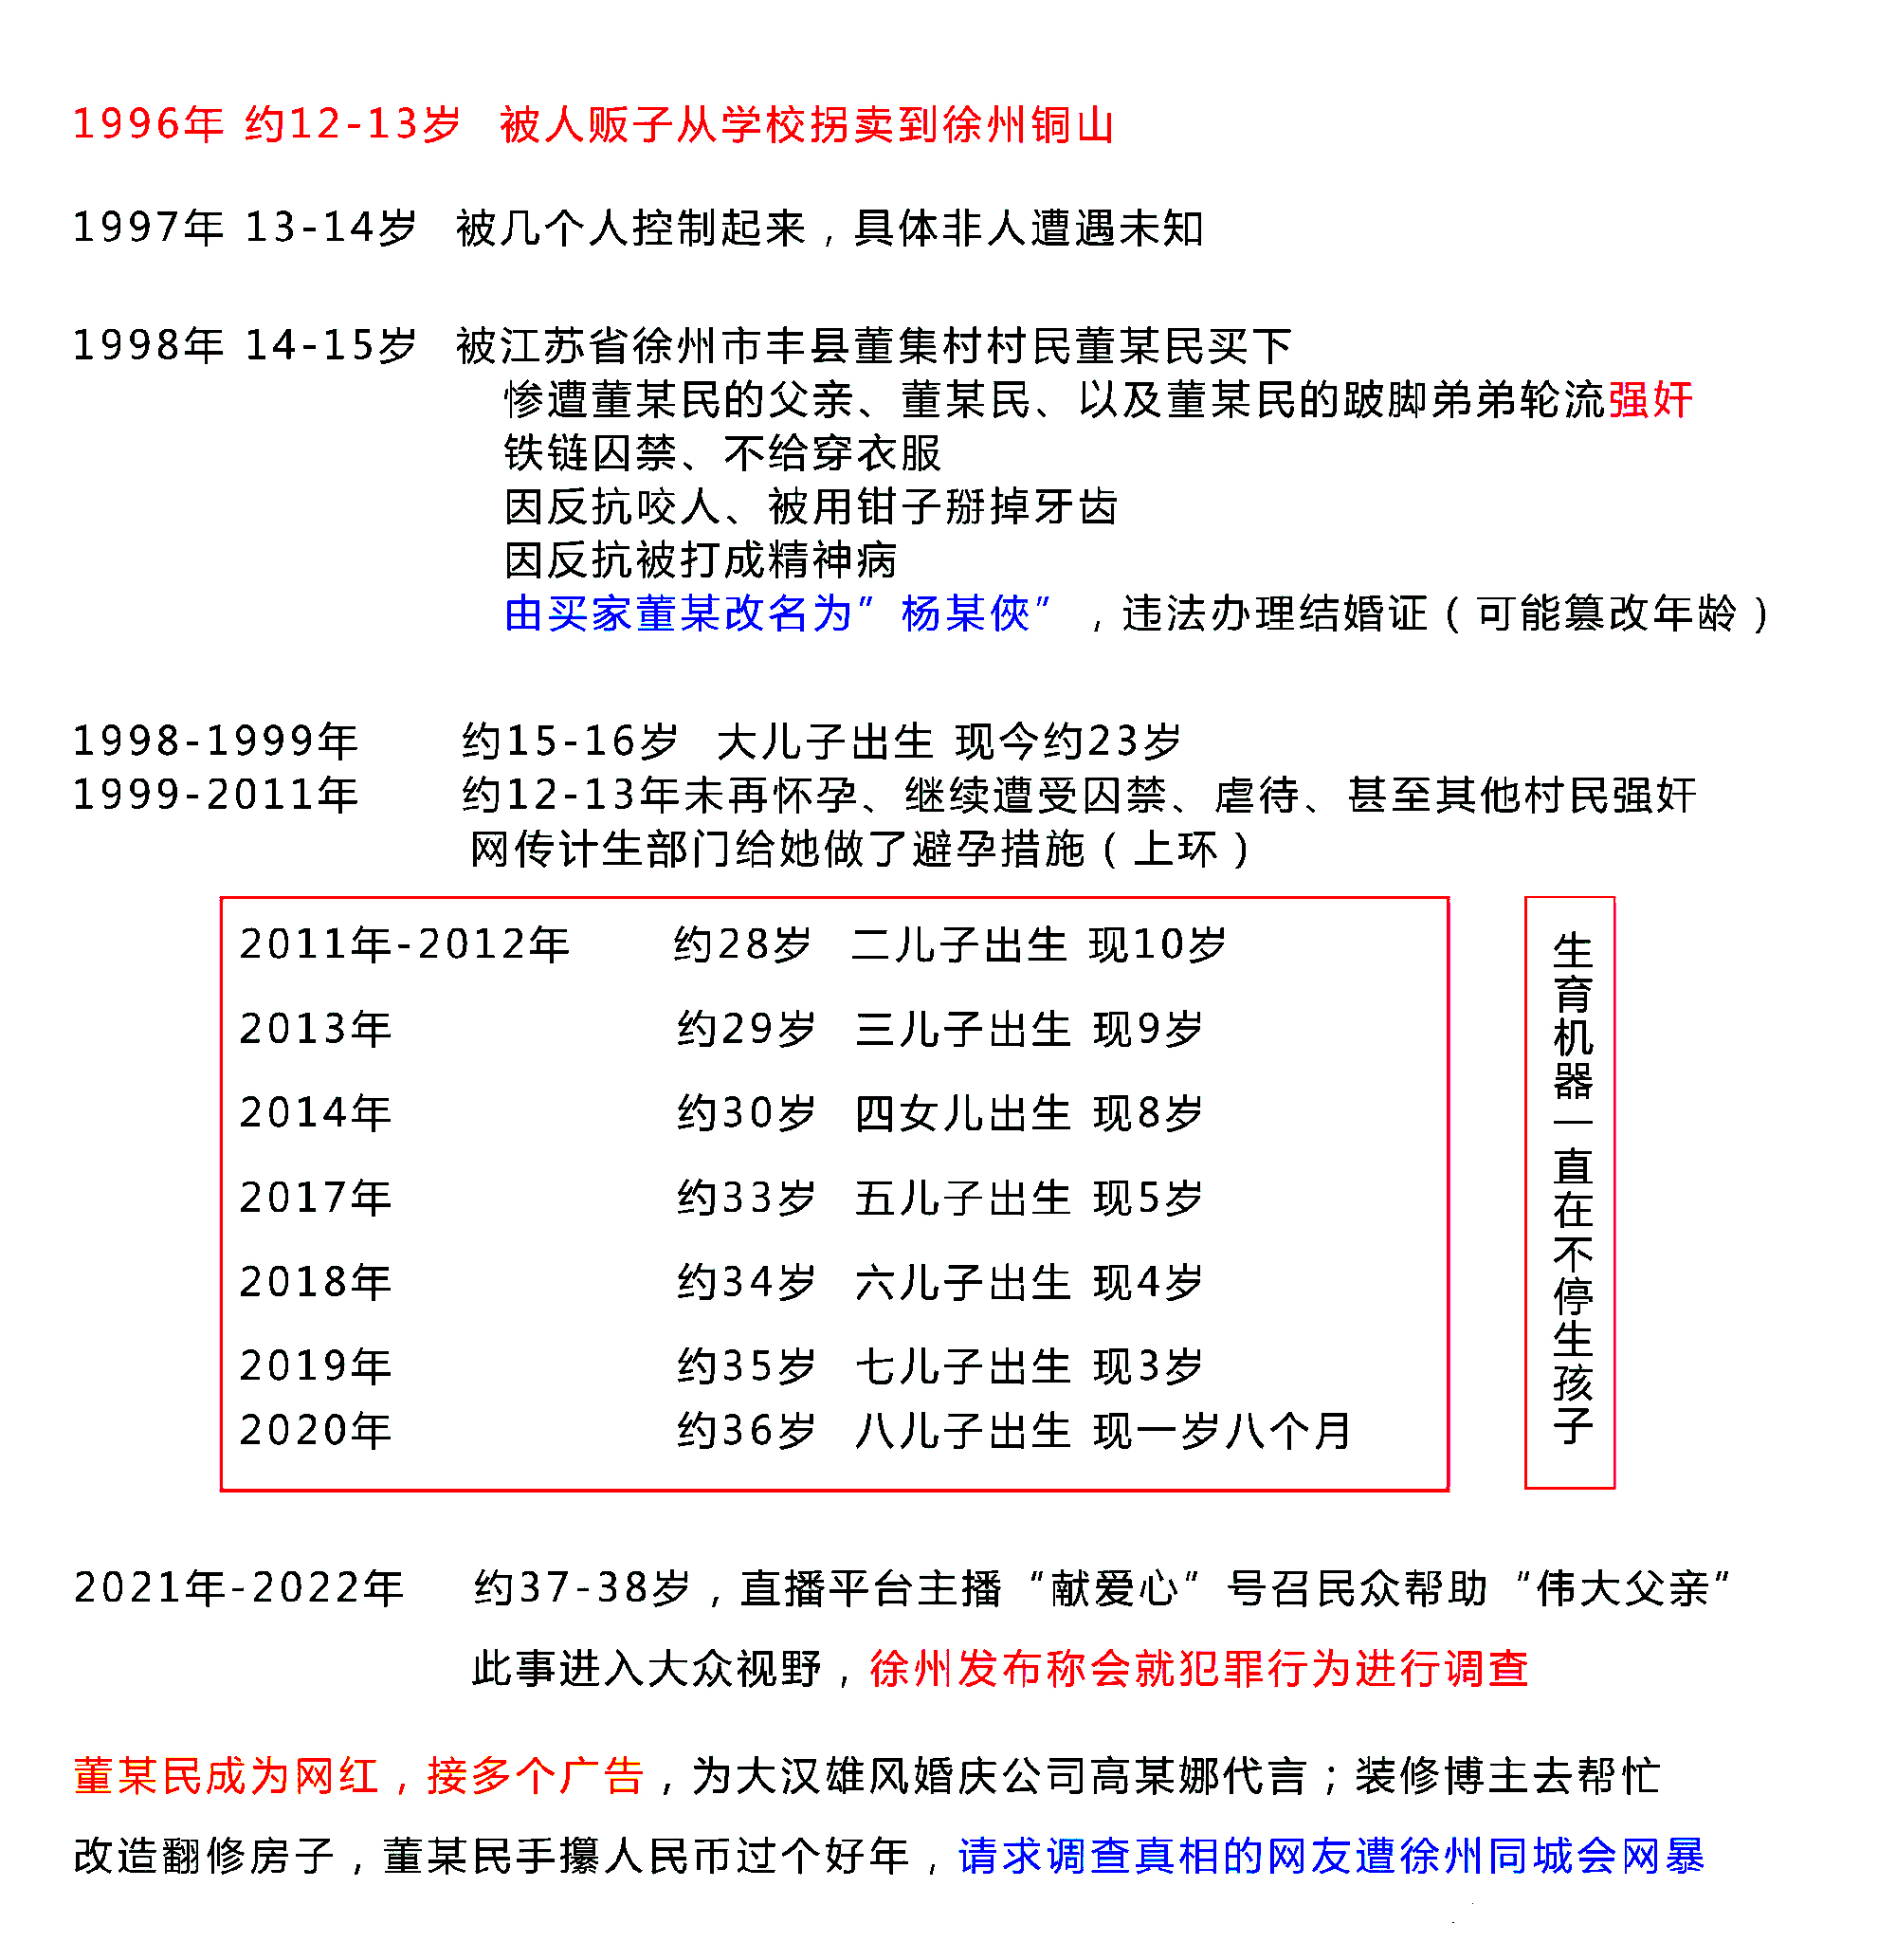 1996年 约12-13岁 被人贩子从学校拐卖到徐州铜山
1997年 13-14岁 被几个人控制起来，具体非人遭遇未知
1998年 14-15岁 被江苏省徐州市丰县董集村村民董某民买下
惨遭董某民的父亲、董某民、以及董某民的跛脚弟弟轮流强奸
铁链囚禁、不给穿衣服
因反抗咬人、被用钳子掰掉牙齿
因反抗被打成精神病
由买家董某改名为”杨某侠”，违法办理结婚证（可能篡改年龄）
1998-1999年 约15-16岁 大儿子出生 现今约23岁
1999-2011年 约12-13年未再怀孕、继续遭受囚禁、虐待、甚至其他村民强奸
网传计生部门给她做了避孕措施（上环）
2011年-2012年 约28岁 二儿子出生 现10岁
2013年 约29岁 三儿子出生 现9岁
2014年 约30岁 四女儿出生 现8岁
2017年 约33岁 五儿子出生 现5岁
2018年 约34岁 六儿子出生 现4岁
2019年 约35岁 七儿子出生 现3岁
2020年 约36岁 八儿子出生 现一岁八个月
生育机器一直在不停生孩子
2021年-2022年 约37-38岁，直播平台主播“献爱心”号召民众帮助“伟大父亲”
此事进入大众视野，徐州发布称会就犯罪行为进行调查
董某民成为网红，接多个广告，为大汉雄风婚庆公司高某娜代言；装修博主去帮忙
改造翻修房子，董某民手攥人民币过个好年，请求调查真相的网友遭徐州同城会网暴